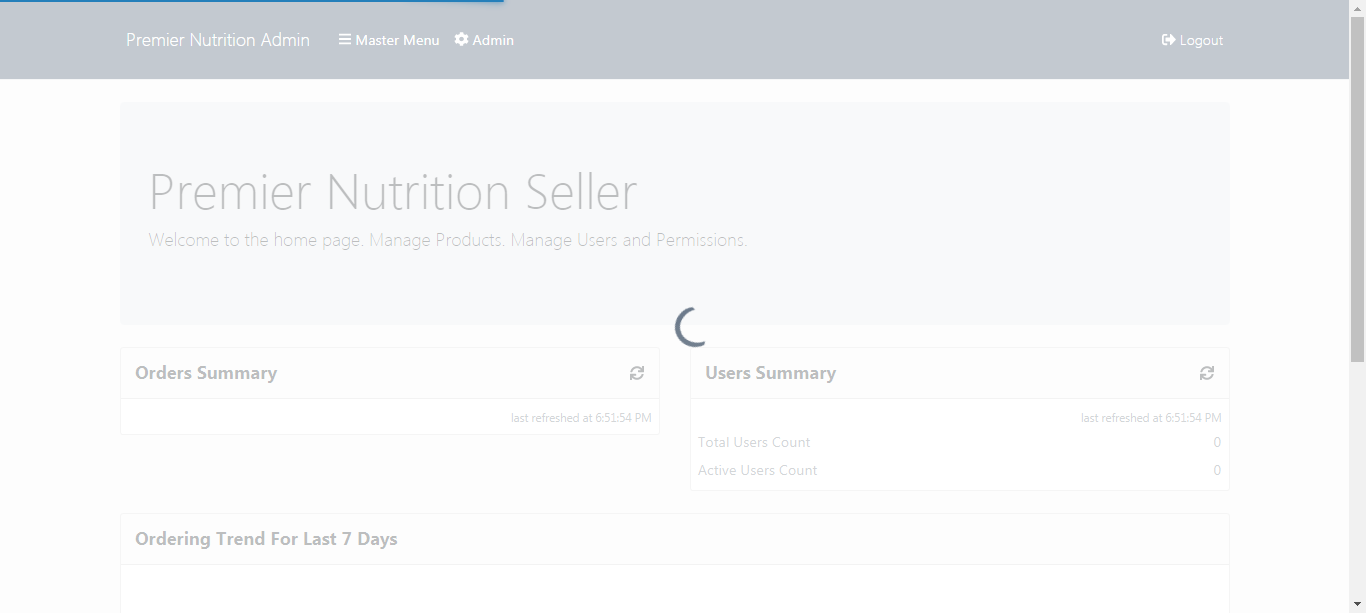 Premier Nutrition Admin Master Menu Admin Logout
Premier Nutrition Seller
Welcome to the home page. Manage Products. Manage Users and Permissions.
Orders Summary
last refreshed at 6:51:54 PM
Users Summary
last refreshed at 6:51:54 PM
Total Users Count 0
Active Users Count 0
Ordering Trend For Last 7 Days